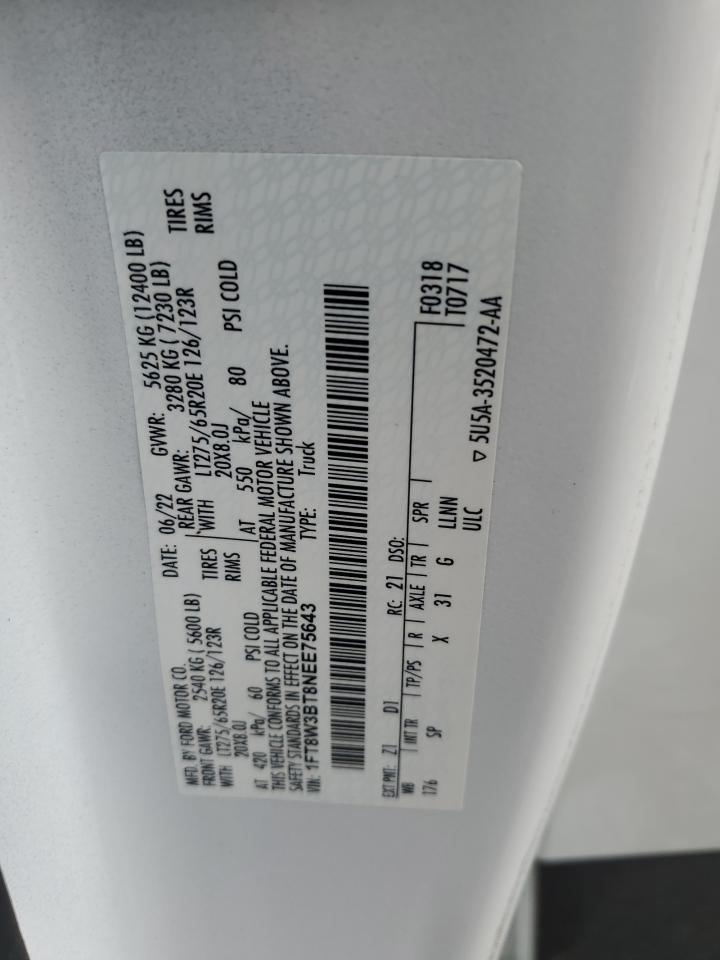 MFD. BY FORD MOTOR CO. DATE: 06/22 GVWR: 5625 KG (12400 LB)
FRONT GAWR: 2540 KG ( 5600 LB) REAR GAWR: 3280 KG ( 7230 LB)
WITH LT275/65R20E 126/123R TIRES WITH LT275/65R20E 126/123R TIRES
20X8.0J RIMS 20X8.0J RIMS
AT 420 kPa/ 60 PSI COLD AT 550 kPa/ 80 PSI COLD
THIS VEHICLE CONFORMS TO ALL APPLICABLE FEDERAL MOTOR VEHICLE
SAFETY STANDARDS IN EFFECT ON THE DATE OF MANUFACTURE SHOWN ABOVE.
VIN: 1FT8W3BT8NEE75643 TYPE: Truck
F0318
T0717
EXT PNT: Z1 D1 RC: 21 DSO:
WB INT TR TP/PS R AXLE TR SPR
176 SP X 31 G LLNN
ULC
▽ 5U5A-3520472-AA